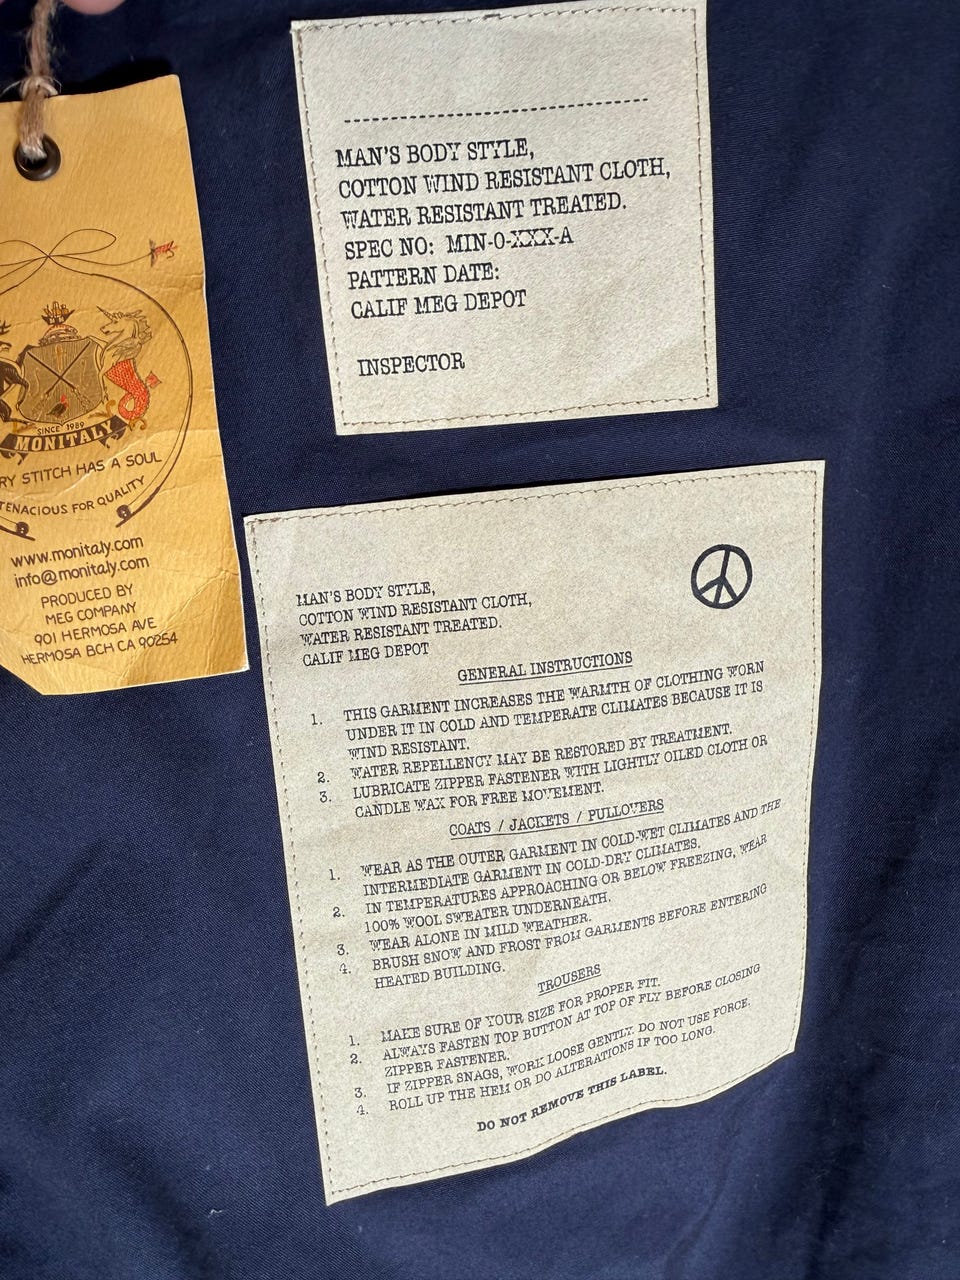 MAN'S BODY STYLE,
COTTON WIND RESISTANT CLOTH,
WATER RESISTANT TREATED.
SPEC NO: MIN-O-XXX-A
PATTERN DATE:
CALIF MEG DEPOT
INSPECTOR
SINCE 1989
MONITALY
STITCH HAS A SOUL
TENACIOUS FOR QUALITY
www.monitaly.com
info@monitaly.com
PRODUCED BY
MEG COMPANY
901 HERMOSA AVE
HERMOSA BCH CA 90254
MAN'S BODY STYLE,
COTTON WIND RESISTANT CLOTH,
WATER RESISTANT TREATED.
CALIF MEG DEPOT
GENERAL INSTRUCTIONS
1. THIS GARMENT INCREASES THE WARMTH OF CLOTHING WORN
UNDER IT IN COLD AND TEMPERATE CLIMATES BECAUSE IT IS
WIND RESISTANT.
2. WATER REPELLENCY MAY BE RESTORED BY TREATMENT.
3. LUBRICATE ZIPPER FASTENER WITH LIGHTLY OILED CLOTH OR
CANDLE WAX FOR FREE MOVEMENT.
COATS / JACKETS / PULLOVERS
1. WEAR AS THE OUTER GARMENT IN COLD-WET CLIMATES AND THE
INTERMEDIATE GARMENT IN COLD-DRY CLIMATES.
2. IN TEMPERATURES APPROACHING OR BELOW FREEZING, WEAR
100% WOOL SWEATER UNDERNEATH.
3. WEAR ALONE IN MILD WEATHER.
4. BRUSH SNOW AND FROST FROM GARMENTS BEFORE ENTERING
HEATED BUILDING.
TROUSERS
1. MAKE SURE OF YOUR SIZE FOR PROPER FIT.
2. ALWAYS FASTEN TOP BUTTON AT TOP OF FLY BEFORE CLOSING
ZIPPER FASTENER.
3. IF ZIPPER SNAGS, WORK LOOSE GENTLY. DO NOT USE FORCE.
4. ROLL UP THE HEM OR DO ALTERATIONS IF TOO LONG.
DO NOT REMOVE THIS LABEL.